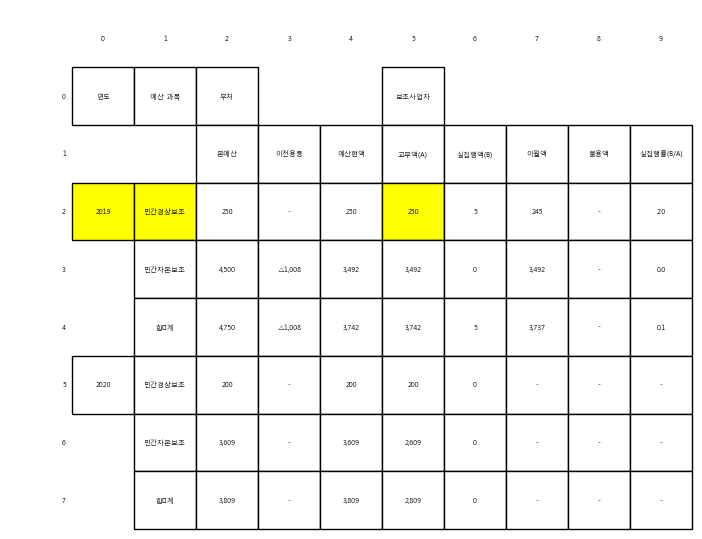 0 1 2 3 4 5 6 7 8 9
0 년도 예산 과목 부처 보조사업자
1 본예산 이전용등 예산현액 교부액(A) 실집행액(B) 이월액 불용액 실집행률(B/A)
2 2019 민간경상보조 250 - 250 250 5 245 - 2.0
3 민간자본보조 4,500 △1,008 3,492 3,492 0 3,492 - 0.0
4 합□계 4,750 △1,008 3,742 3,742 5 3,737 - 0.1
5 2020 민간경상보조 200 - 200 200 0 - - -
6 민간자본보조 3,609 - 3,609 2,609 0 - - -
7 합□계 3,809 - 3,809 2,809 0 - - -